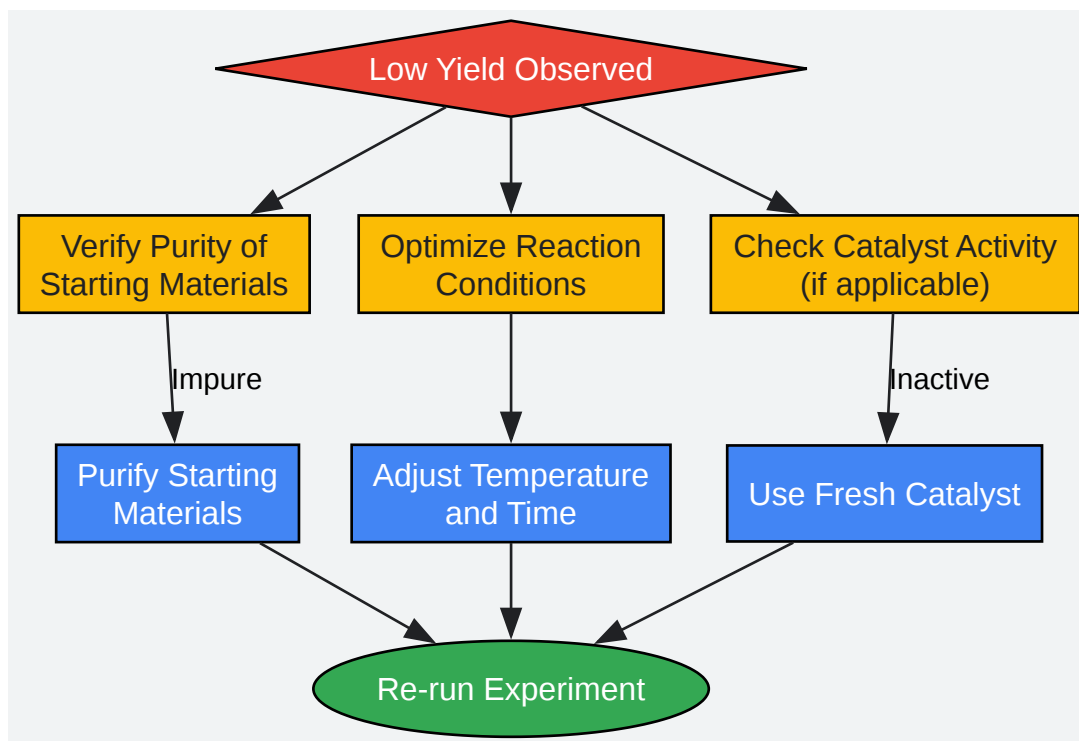 Low Yield Observed
Verify Purity of
Starting Materials
Optimize Reaction
Conditions
Check Catalyst Activity
(if applicable)
Impure
Inactive
Purify Starting
Materials
Adjust Temperature
and Time
Use Fresh Catalyst
Re-run Experiment